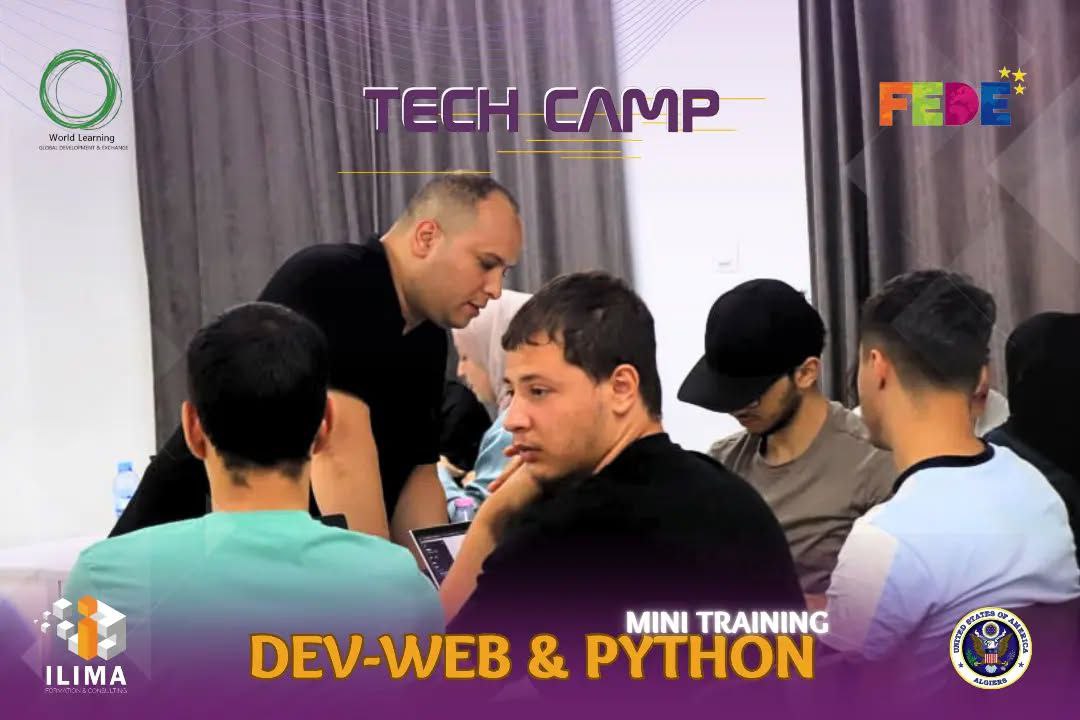 World Learning
GLOBAL DEVELOPMENT & EXCHANGE
TECH CAMP
FEDE
MINI TRAINING
DEV-WEB & PYTHON
ILIMA
FORMATION & CONSULTING
UNITED STATES OF AMERICA
ALGIERS